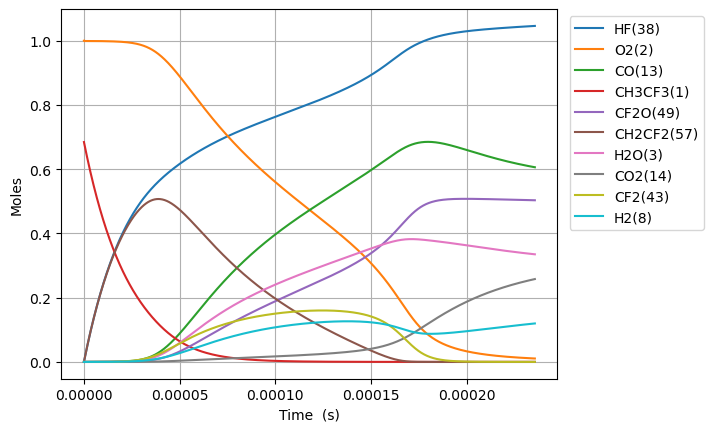 1.0
0.8
0.6
0.4
0.2
0.0
Moles
0.00000
0.00005
0.00010
0.00015
0.00020
Time (s)
HF(38)
O2(2)
CO(13)
CH3CF3(1)
CF2O(49)
CH2CF2(57)
H2O(3)
CO2(14)
CF2(43)
H2(8)